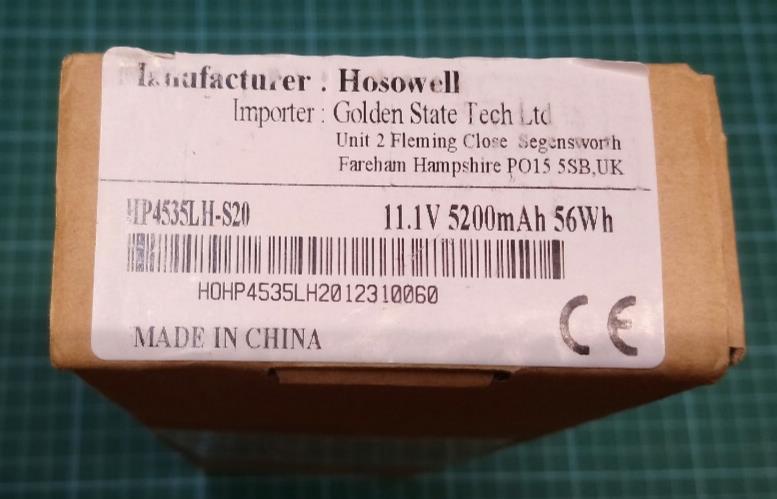 Manufacturer : Hosowell
Importer : Golden State Tech Ltd
Unit 2 Fleming Close Segensworth
Fareham Hampshire PO15 5SB,UK
HP4535LH-S20 11.1V 5200mAh 56Wh
HOHP4535LH2012310060
MADE IN CHINA CE